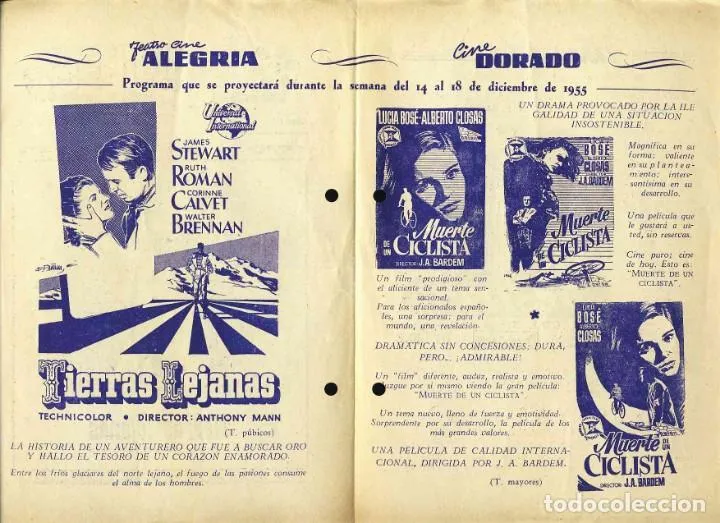 Teatro Cine
ALEGRIA
Cine
DORADO
Programa que se proyectará durante la semana del 14 al 18 de diciembre de 1955
Universal
International
JAMES
STEWART
RUTH
ROMAN
CORINNE
CALVET
WALTER
BRENNAN
Tierras Lejanas
TECHNICOLOR • DIRECTOR: ANTHONY MANN
(T. púbicos)
LA HISTORIA DE UN AVENTURERO QUE FUE A BUSCAR ORO
Y HALLO EL TESORO DE UN CORAZON ENAMORADO.
Entre los fríos glaciares del norte lejano, el fuego de las pasiones consume
el alma de los hombres.
LUCIA BOSÉ-ALBERTO CLOSAS
Muerte
DE UN
CICLISTA
DIRECTOR: J. A. BARDEM
Un film "prodigioso" con
el aliciente de un tema sen-
sacional.
Para los aficionados españo-
les, una sorpresa; para el
mundo, una revelación.
UN DRAMA PROVOCADO POR LA ILE
GALIDAD DE UNA SITUACION
INSOSTENIBLE.
BOSÉ
ALBERTO
CLOSAS
J.A. BARDEM
Muerte
DE UN
CICLISTA
Magnífica en su
forma; valiente
en su plantea-
miento; intere-
santísima en su
desarrollo.
Una película que
le gustará a us-
ted, sin reservas.
Cine puro; cine
de hoy. Esto es:
"MUERTE DE UN
CICLISTA".
DRAMATICA SIN CONCESIONES; DURA,
PERO... ¡ADMIRABLE!
Un "film" diferente, audaz, realista y emotivo.
Juzgue por sí mismo viendo la gran película:
"MUERTE DE UN CICLISTA".
Un tema nuevo, lleno de fuerza y emotividad.
Sorprendente por su desarrollo, la película de los
más grandes calores.
UNA PELICULA DE CALIDAD INTERNA-
CIONAL, DIRIGIDA POR J. A. BARDEM.
(T. mayores)
LUCIA
BOSÉ
ALBERTO
CLOSAS
Muerte
DE UN
CICLISTA
DIRECTOR: J.A. BARDEM
todocoleccion